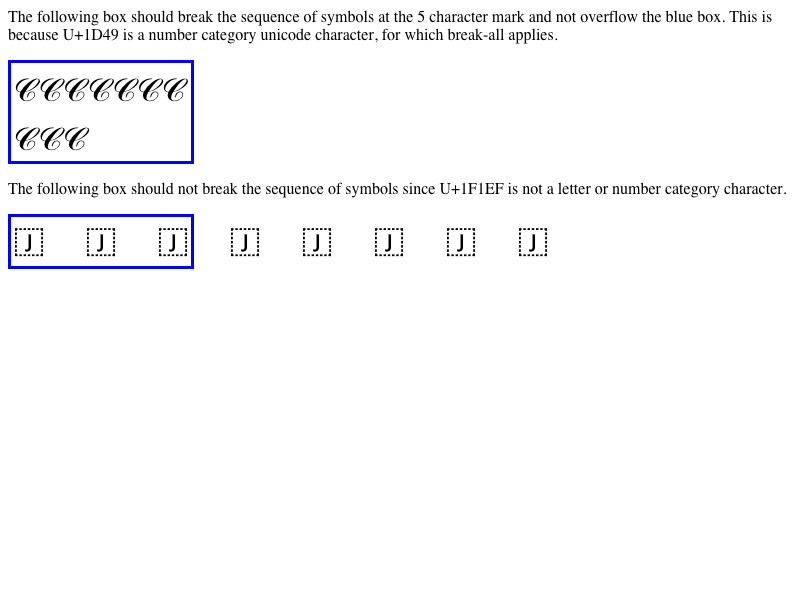 The following box should break the sequence of symbols at the 5 character mark and not overflow the blue box. This is
because U+1D49 is a number category unicode character, for which break-all applies.
𝒞𝒞𝒞𝒞𝒞𝒞𝒞
𝒞𝒞𝒞
The following box should not break the sequence of symbols since U+1F1EF is not a letter or number category character.
🇯 🇯 🇯 🇯 🇯 🇯 🇯 🇯